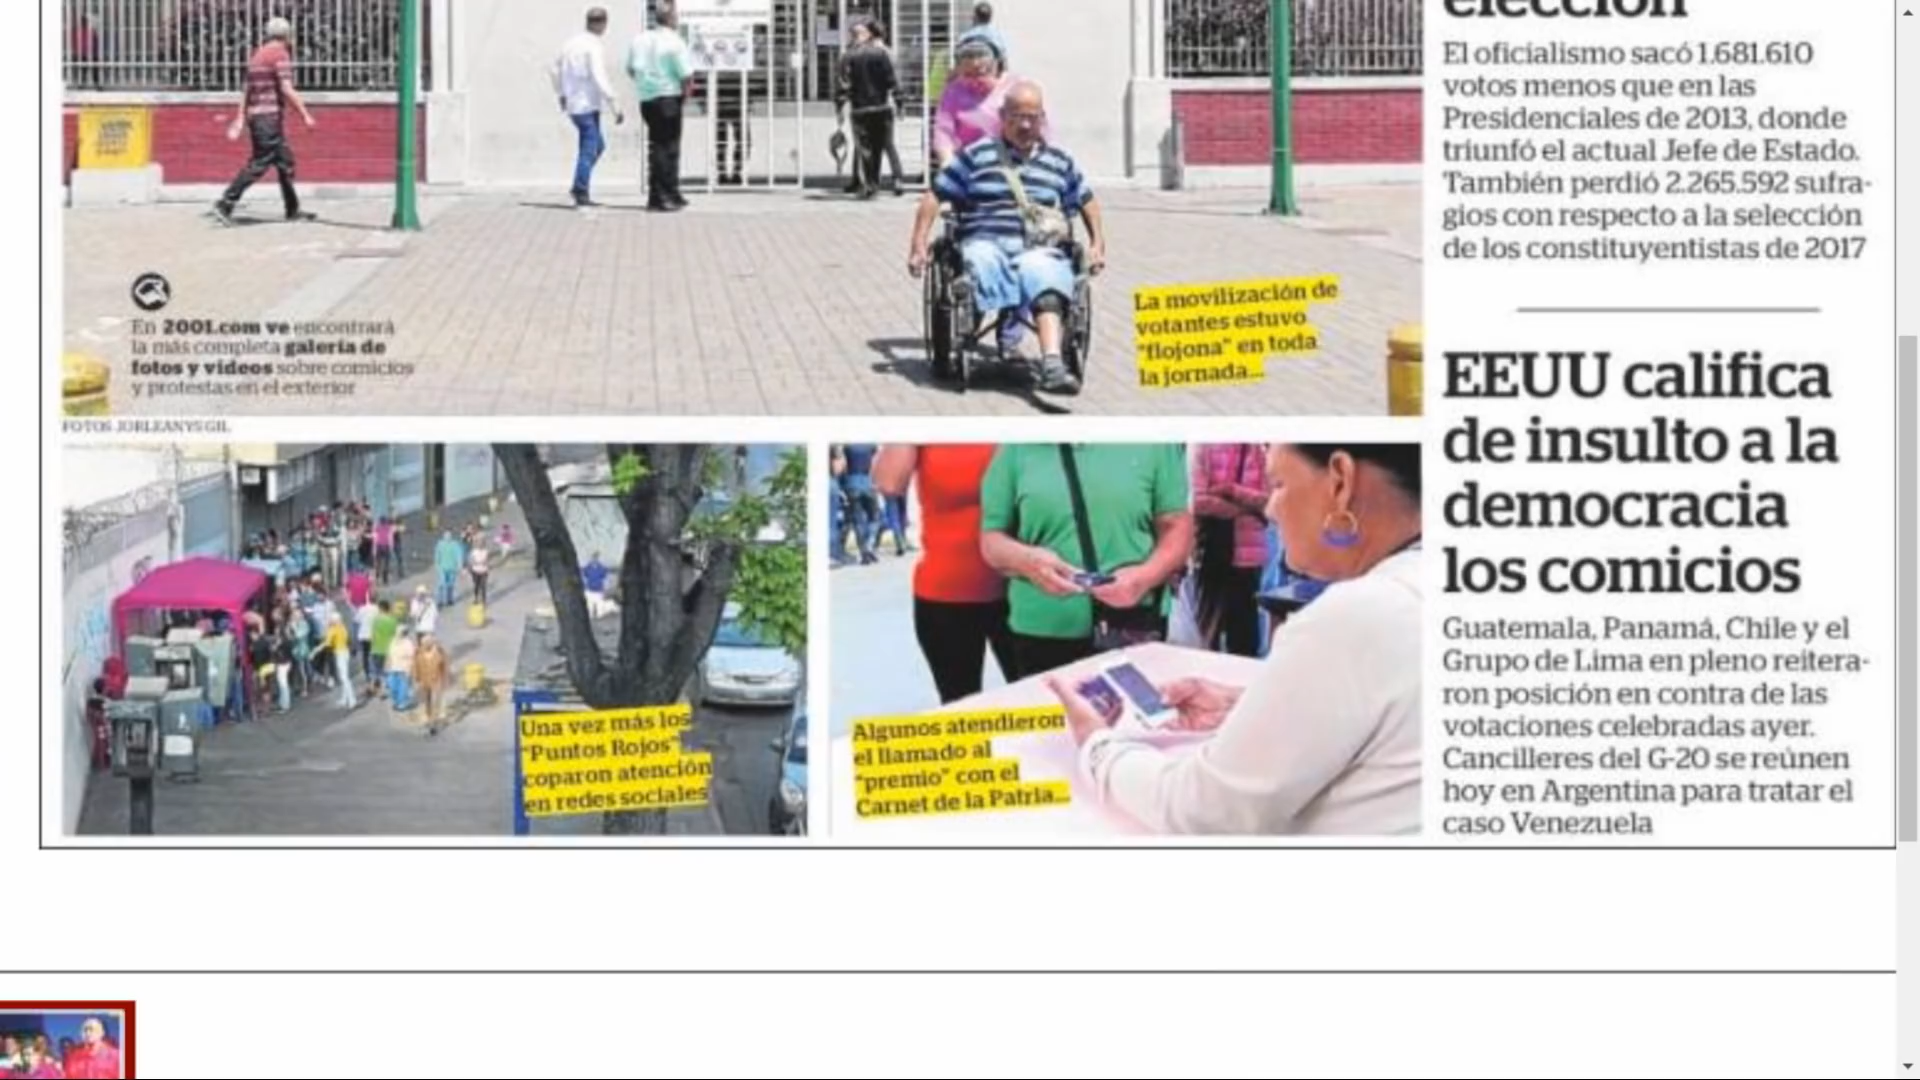 elección
El oficialismo sacó 1.681.610
votos menos que en las
Presidenciales de 2013, donde
triunfó el actual Jefe de Estado.
También perdió 2.265.592 sufra-
gios con respecto a la selección
de los constituyentistas de 2017
La movilización de
votantes estuvo
"flojona" en toda
la jornada...
En 2001.com ve encontrará
la más completa galería de
fotos y videos sobre comicios
y protestas en el exterior
FOTOS JORLEANYS GIL
EEUU califica
de insulto a la
democracia
los comicios
Guatemala, Panamá, Chile y el
Grupo de Lima en pleno reitera-
ron posición en contra de las
votaciones celebradas ayer.
Cancilleres del G-20 se reúnen
hoy en Argentina para tratar el
caso Venezuela
Una vez más los
"Puntos Rojos"
coparon atención
en redes sociales
Algunos atendieron
el llamado al
"premio" con el
Carnet de la Patria...